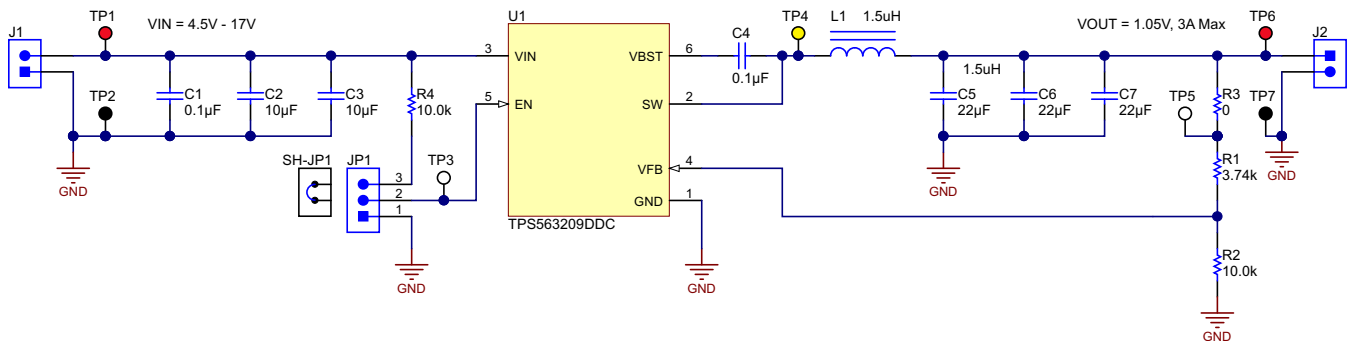 J1
TP1
VIN = 4.5V - 17V
TP2
C1
0.1µF
C2
10µF
C3
10µF
R4
10.0k
GND
SH-JP1
JP1
3
2
1
TP3
GND
U1
3
VIN
5
EN
VBST
6
SW
2
VFB
4
GND
1
TPS563209DDC
GND
C4
0.1µF
TP4
L1
1.5uH
1.5uH
C5
22µF
C6
22µF
C7
22µF
GND
VOUT = 1.05V, 3A Max
TP6
J2
TP5
R3
0
TP7
GND
R1
3.74k
R2
10.0k
GND